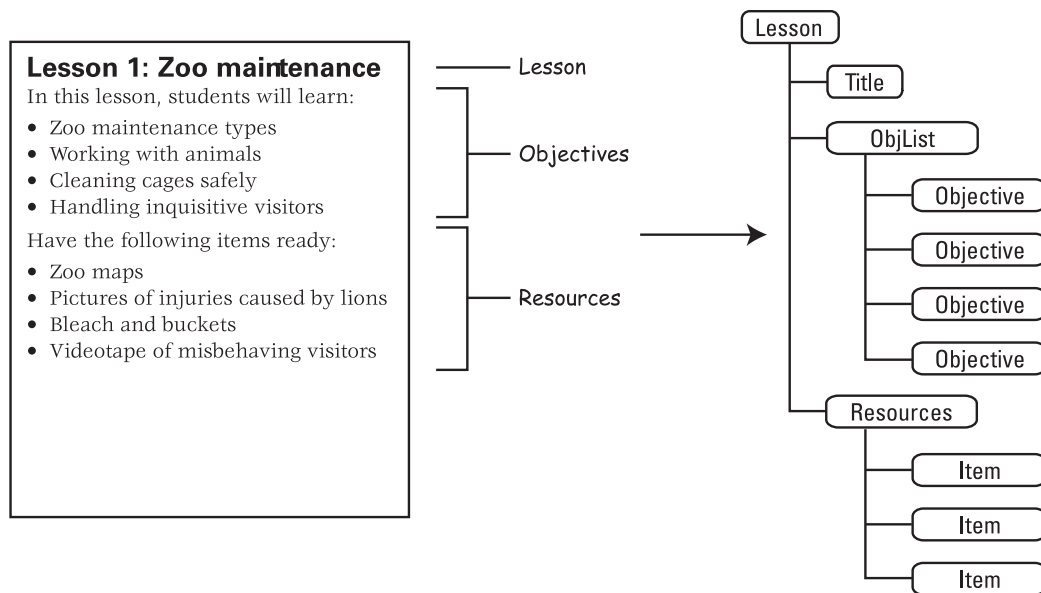 Lesson 1: Zoo maintenance
In this lesson, students will learn:
• Zoo maintenance types
• Working with animals
• Cleaning cages safely
• Handling inquisitive visitors
Have the following items ready:
• Zoo maps
• Pictures of injuries caused by lions
• Bleach and buckets
• Videotape of misbehaving visitors
Lesson
Objectives
Resources
Lesson
Title
ObjList
Objective
Objective
Objective
Objective
Resources
Item
Item
Item